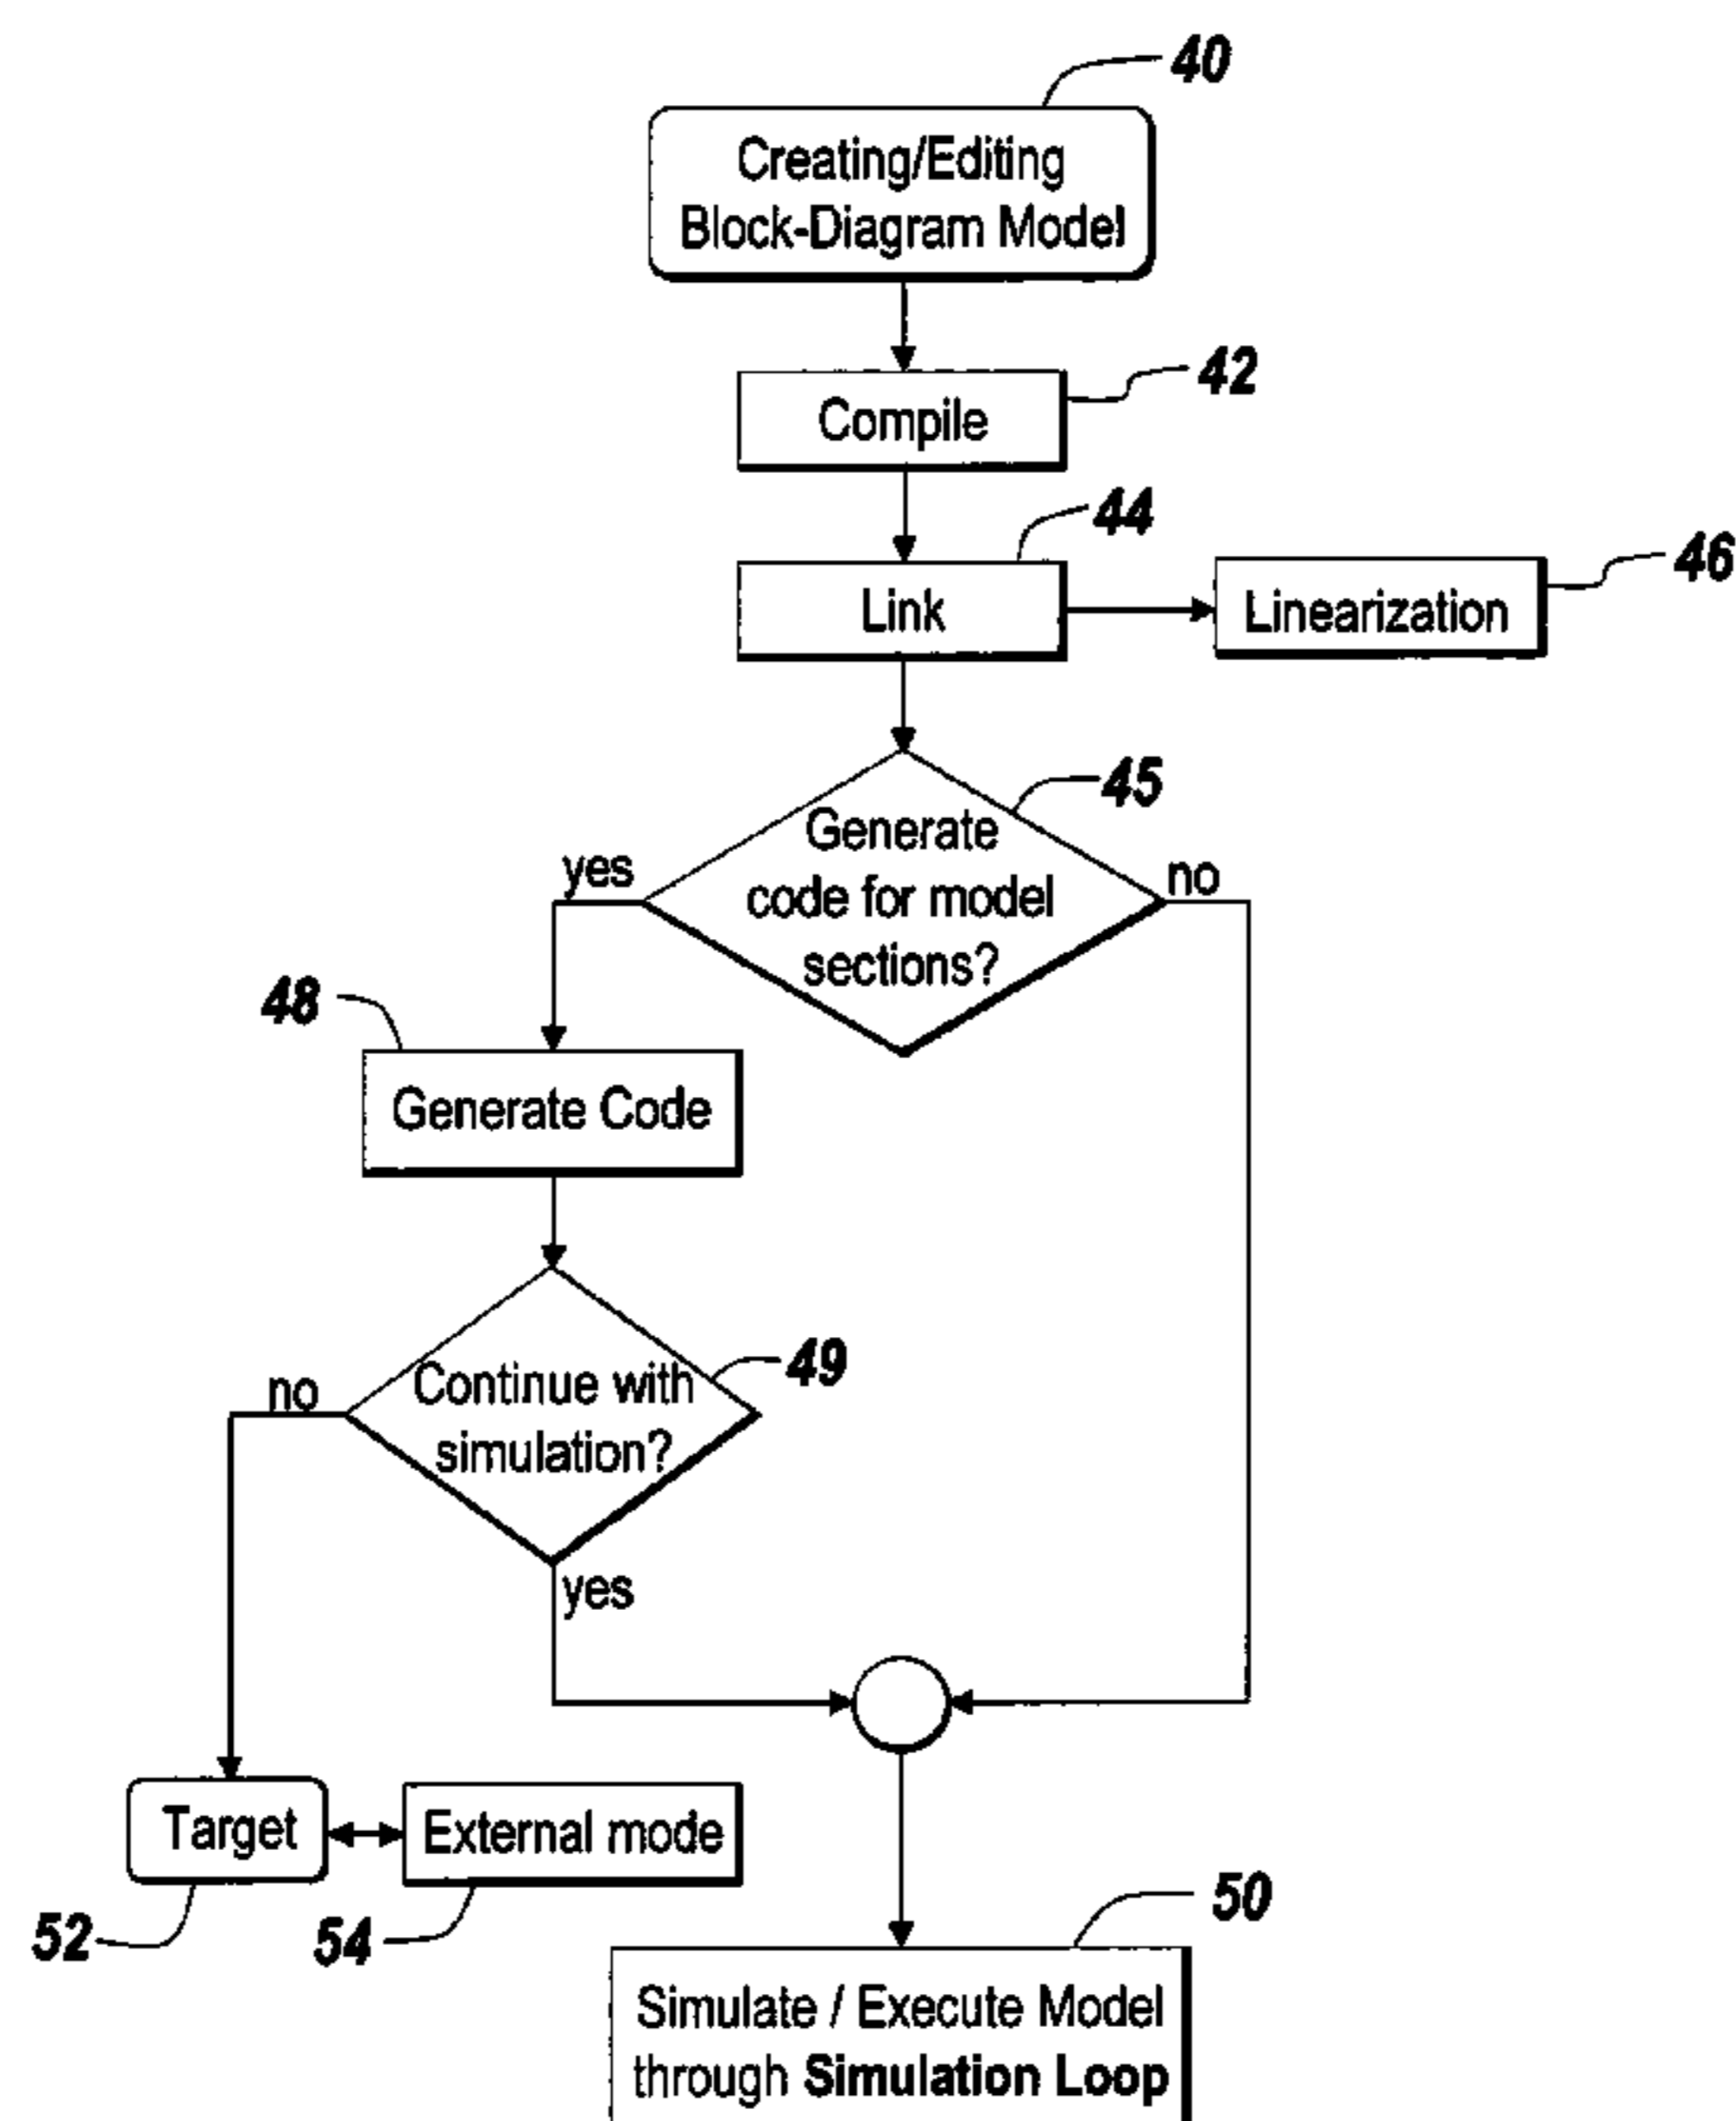 40
Creating/Editing
Block-Diagram Model
42
Compile
44
Link
46
Linearization
45
Generate
code for model
sections?
yes
no
48
Generate Code
49
Continue with
simulation?
no
yes
Target
External mode
52
54
50
Simulate / Execute Model
through Simulation Loop